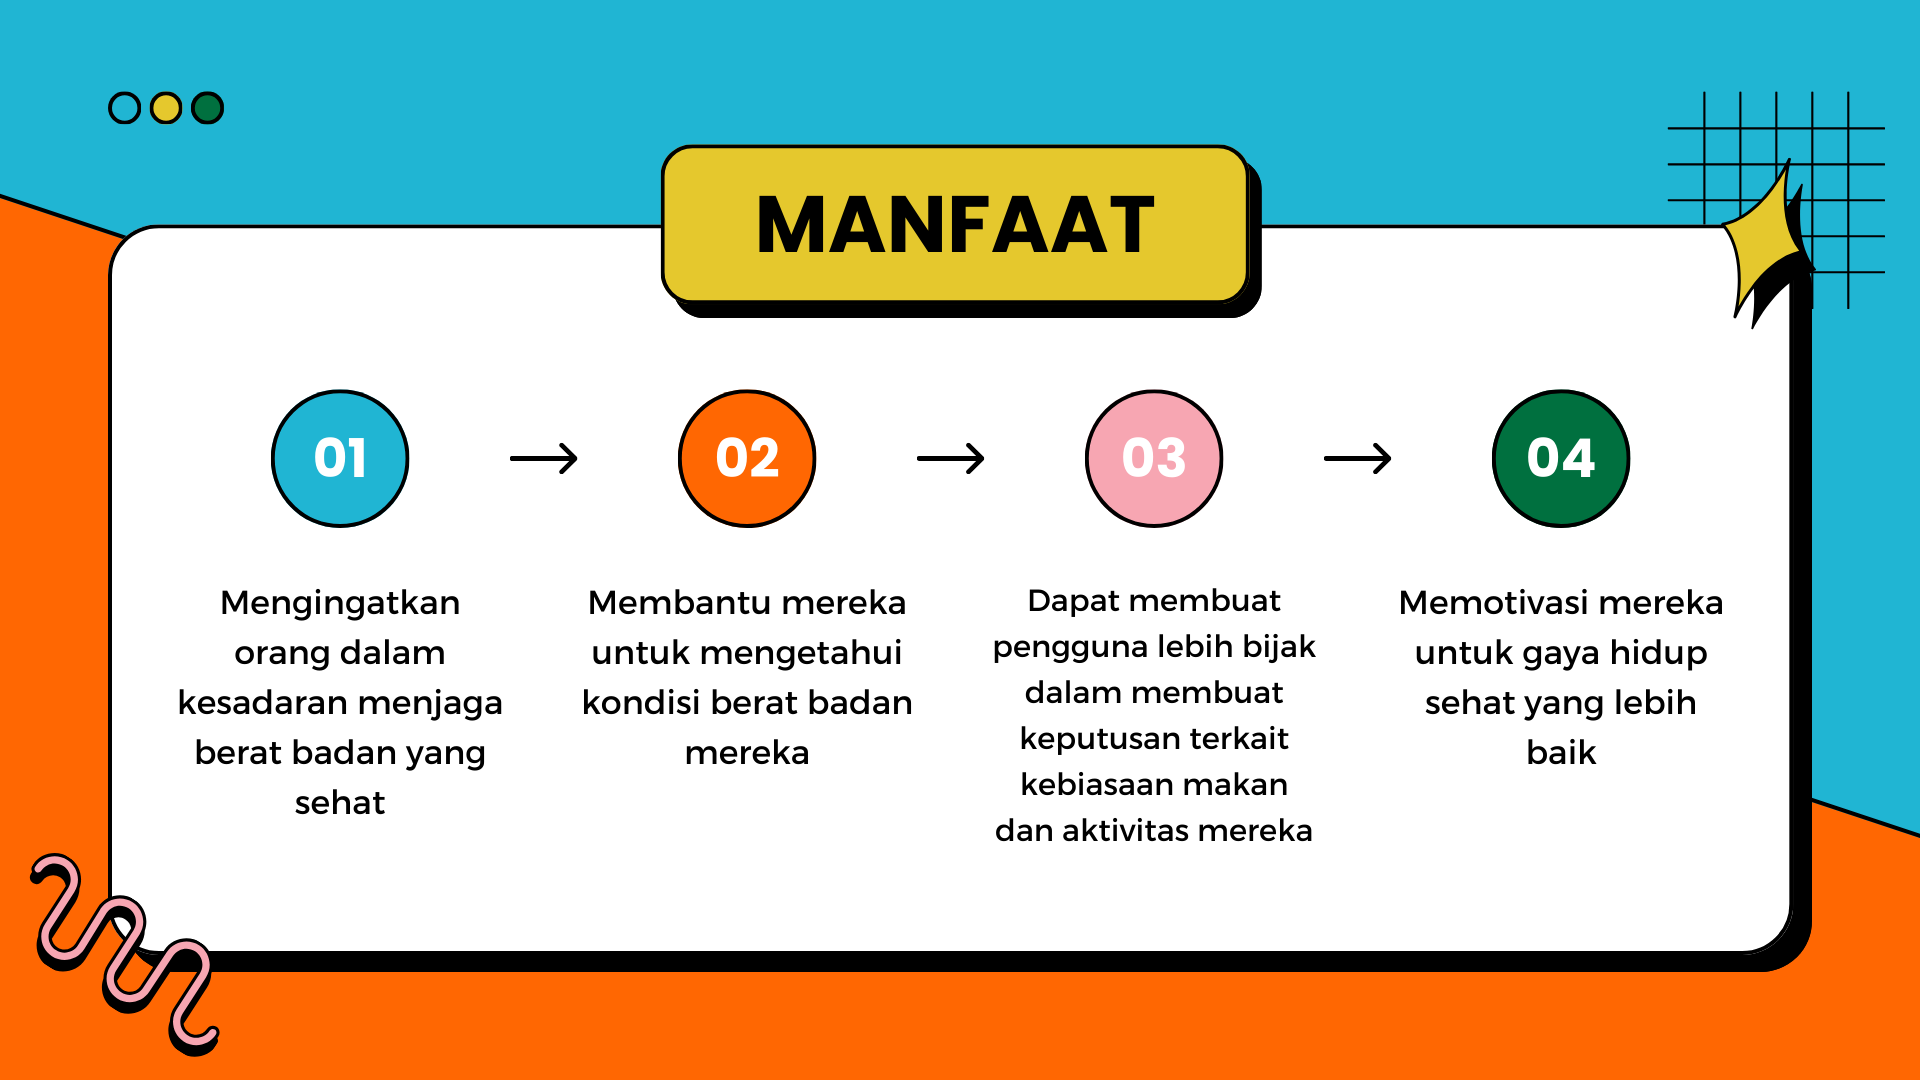 MANFAAT
01
Mengingatkan
orang dalam
kesadaran menjaga
berat badan yang
sehat
02
Membantu mereka
untuk mengetahui
kondisi berat badan
mereka
03
Dapat membuat
pengguna lebih bijak
dalam membuat
keputusan terkait
kebiasaan makan
dan aktivitas mereka
04
Memotivasi mereka
untuk gaya hidup
sehat yang lebih
baik